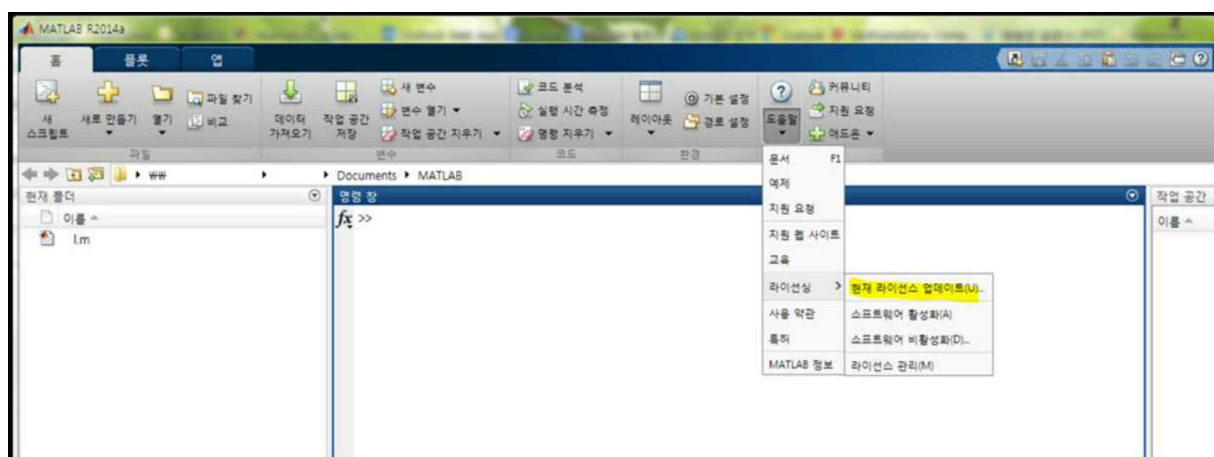 MATLAB R2014a
홈 플롯 앱
새 스크립트
새로 만들기
열기
파일 찾기
비교
데이터 가져오기
작업 공간 저장
새 변수
변수 열기
작업 공간 지우기
코드 분석
실행 시간 측정
명령 지우기
레이아웃
기본 설정
경로 설정
도움말
커뮤니티
지원 요청
애드온
파일 변수 코드 환경
₩₩ Documents MATLAB
현재 폴더
이름
l.m
명령 창
fx >>
문서 F1
예제
지원 요청
지원 웹 사이트
교육
라이선싱
사용 약관
특허
MATLAB 정보
현재 라이선스 업데이트(U)...
소프트웨어 활성화(A)
소프트웨어 비활성화(D)...
라이선스 관리(M)
작업 공간
이름